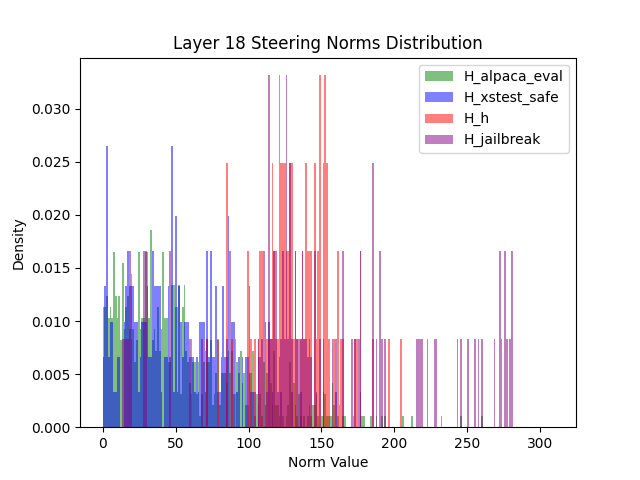 Layer 18 Steering Norms Distribution
H_alpaca_eval
H_xstest_safe
H_h
H_jailbreak
Density
0.030
0.025
0.020
0.015
0.010
0.005
0.000
0 50 100 150 200 250 300
Norm Value